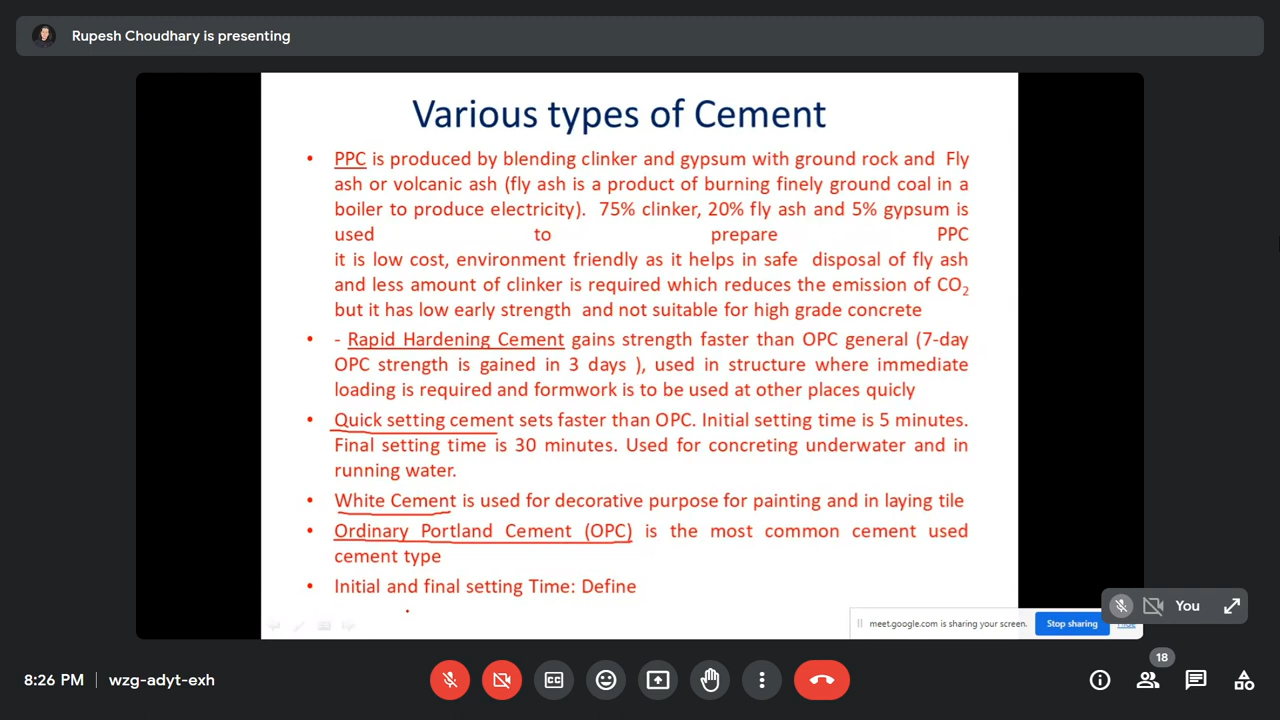 Rupesh Choudhary is presenting
Various types of Cement
• PPC is produced by blending clinker and gypsum with ground rock and Fly
ash or volcanic ash (fly ash is a product of burning finely ground coal in a
boiler to produce electricity). 75% clinker, 20% fly ash and 5% gypsum is
used to prepare PPC
it is low cost, environment friendly as it helps in safe disposal of fly ash
and less amount of clinker is required which reduces the emission of CO₂
but it has low early strength and not suitable for high grade concrete
• - Rapid Hardening Cement gains strength faster than OPC general (7-day
OPC strength is gained in 3 days ), used in structure where immediate
loading is required and formwork is to be used at other places quicly
• Quick setting cement sets faster than OPC. Initial setting time is 5 minutes.
Final setting time is 30 minutes. Used for concreting underwater and in
running water.
• White Cement is used for decorative purpose for painting and in laying tile
• Ordinary Portland Cement (OPC) is the most common cement used
cement type
• Initial and final setting Time: Define
You
meet.google.com is sharing your screen.
Stop sharing
18
8:26 PM
wzg-adyt-exh